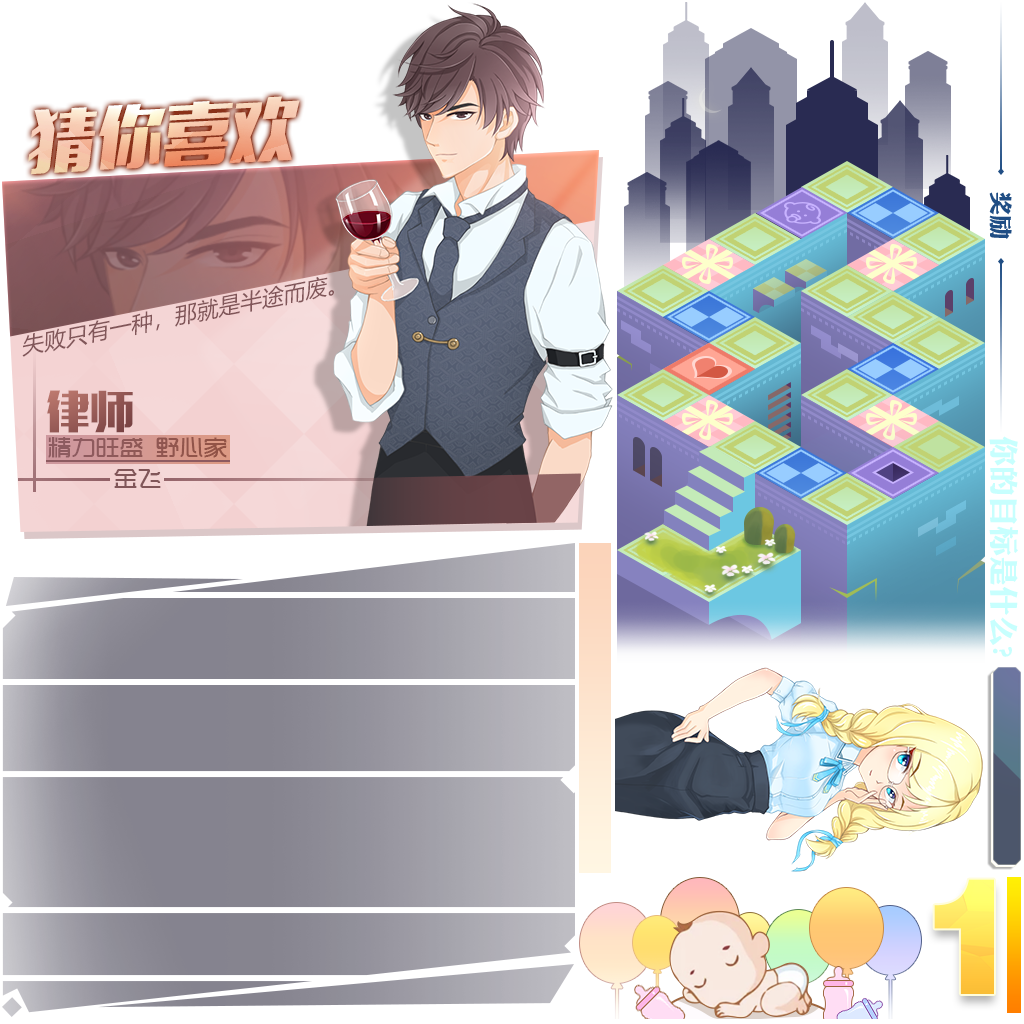 猜你喜欢
失败只有一种，那就是半途而废。
律师
精力旺盛 野心家
金飞
奖励
你的目标是什么?
1